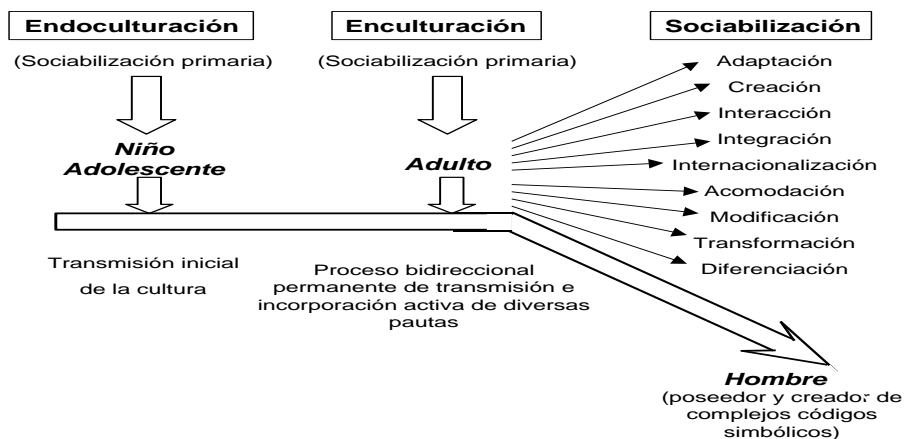 Endoculturación
(Sociabilización primaria)
Niño
Adolescente
Transmisión inicial
de la cultura
Enculturación
(Sociabilización primaria)
Adulto
Proceso bidireccional
permanente de transmisión e
incorporación activa de diversas
pautas
Sociabilización
Adaptación
Creación
Interacción
Integración
Internacionalización
Acomodación
Modificación
Transformación
Diferenciación
Hombre
(poseedor y creador de
complejos códigos
simbólicos)